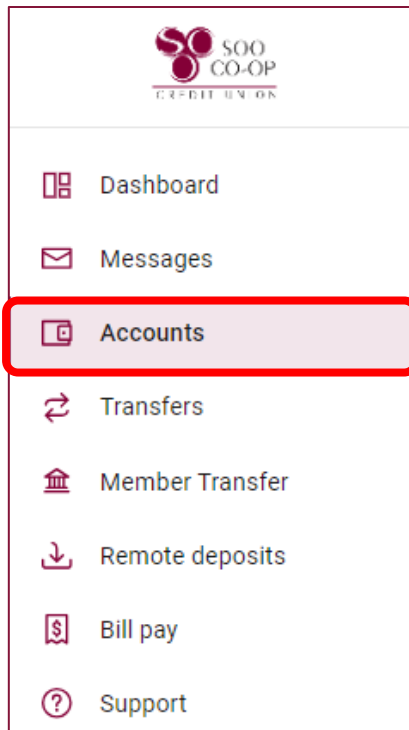 SOO
CO-OP
CREDIT UNION
Dashboard
Messages
Accounts
Transfers
Member Transfer
Remote deposits
Bill pay
Support